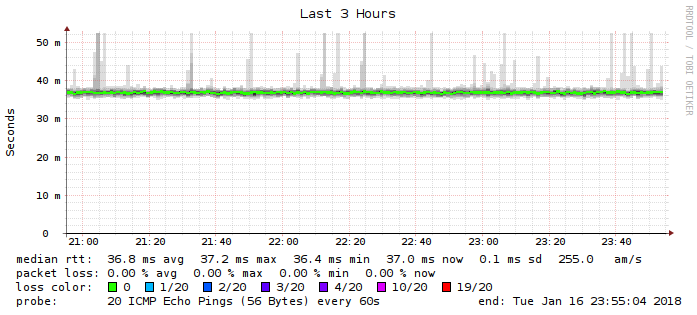 Last 3 Hours
RRDTOOL / TOBI OETIKER
Seconds
50 m
40 m
30 m
20 m
10 m
0
21:00 21:20 21:40 22:00 22:20 22:40 23:00 23:20 23:40
median rtt: 36.8 ms avg 37.2 ms max 36.4 ms min 37.0 ms now 0.1 ms sd 255.0 am/s
packet loss: 0.00 % avg 0.00 % max 0.00 % min 0.00 % now
loss color: 0 1/20 2/20 3/20 4/20 10/20 19/20
probe: 20 ICMP Echo Pings (56 Bytes) every 60s end: Tue Jan 16 23:55:04 2018